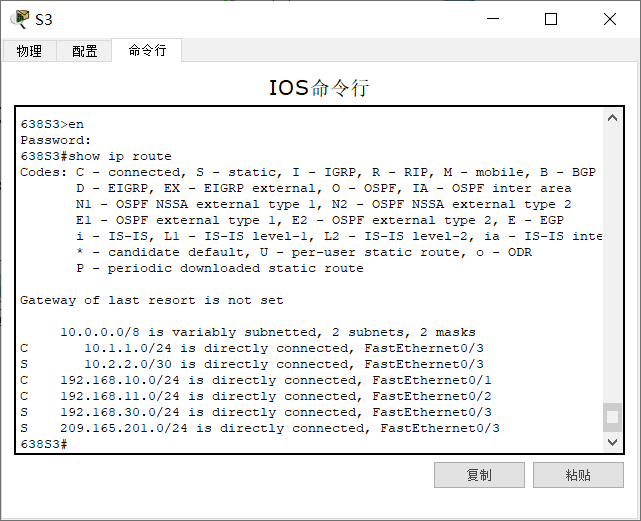 S3
物理 配置 命令行
IOS命令行
638S3>en
Password:
638S3#show ip route
Codes: C - connected, S - static, I - IGRP, R - RIP, M - mobile, B - BGP
       D - EIGRP, EX - EIGRP external, O - OSPF, IA - OSPF inter area
       N1 - OSPF NSSA external type 1, N2 - OSPF NSSA external type 2
       E1 - OSPF external type 1, E2 - OSPF external type 2, E - EGP
       i - IS-IS, L1 - IS-IS level-1, L2 - IS-IS level-2, ia - IS-IS inte
       * - candidate default, U - per-user static route, o - ODR
       P - periodic downloaded static route
Gateway of last resort is not set
     10.0.0.0/8 is variably subnetted, 2 subnets, 2 masks
C       10.1.1.0/24 is directly connected, FastEthernet0/3
S       10.2.2.0/30 is directly connected, FastEthernet0/3
C    192.168.10.0/24 is directly connected, FastEthernet0/1
C    192.168.11.0/24 is directly connected, FastEthernet0/2
S    192.168.30.0/24 is directly connected, FastEthernet0/3
S    209.165.201.0/24 is directly connected, FastEthernet0/3
638S3#
复制 粘贴